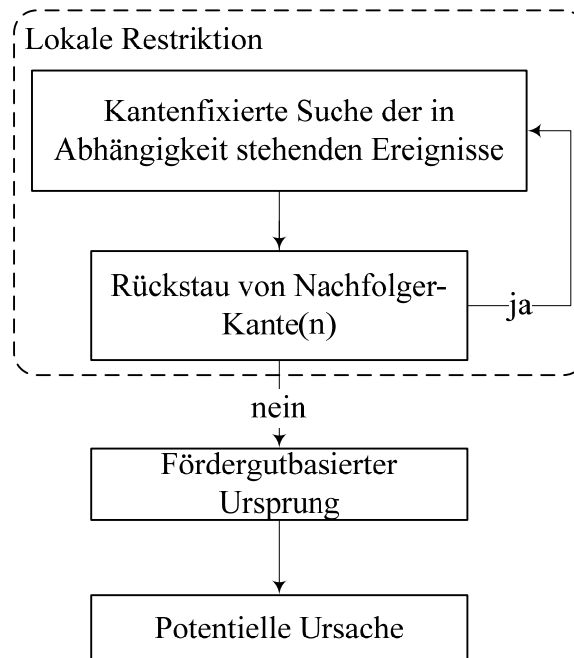 Lokale Restriktion
Kantenfixierte Suche der in
Abhängigkeit stehenden Ereignisse
Rückstau von Nachfolger-
Kante(n)
ja
nein
Fördergutbasierter
Ursprung
Potentielle Ursache